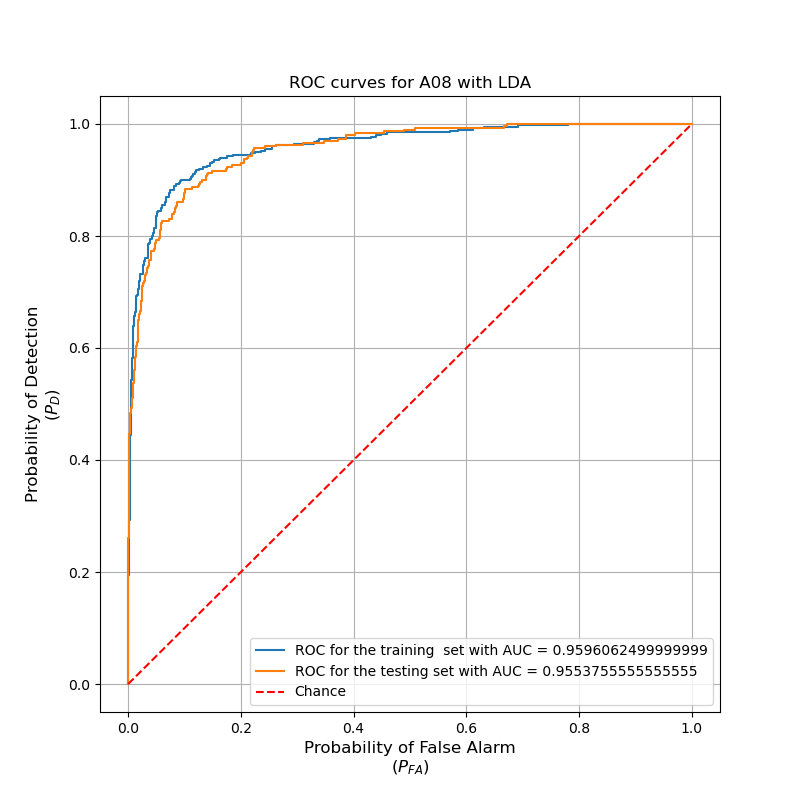 ROC curves for A08 with LDA
1.0
0.8
0.6
0.4
0.2
0.0
Probability of Detection
(P_D)
ROC for the training  set with AUC = 0.9596062499999999
ROC for the testing set with AUC = 0.9553755555555555
Chance
0.0 0.2 0.4 0.6 0.8 1.0
Probability of False Alarm
(P_{FA})